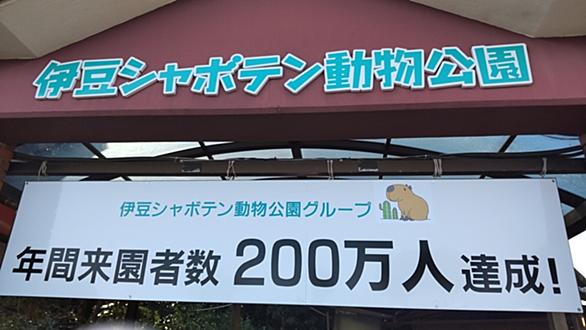 伊豆シャボテン動物公園
伊豆シャボテン動物公園グループ
年間来園者数 200万人 達成!